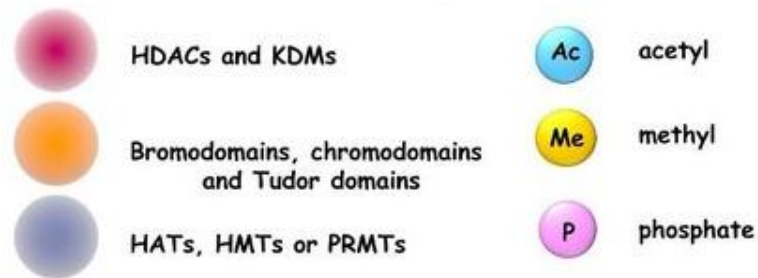 HDACs and KDMs
Ac acetyl
Bromodomains, chromodomains
and Tudor domains
Me methyl
HATs, HMTs or PRMTs
P phosphate